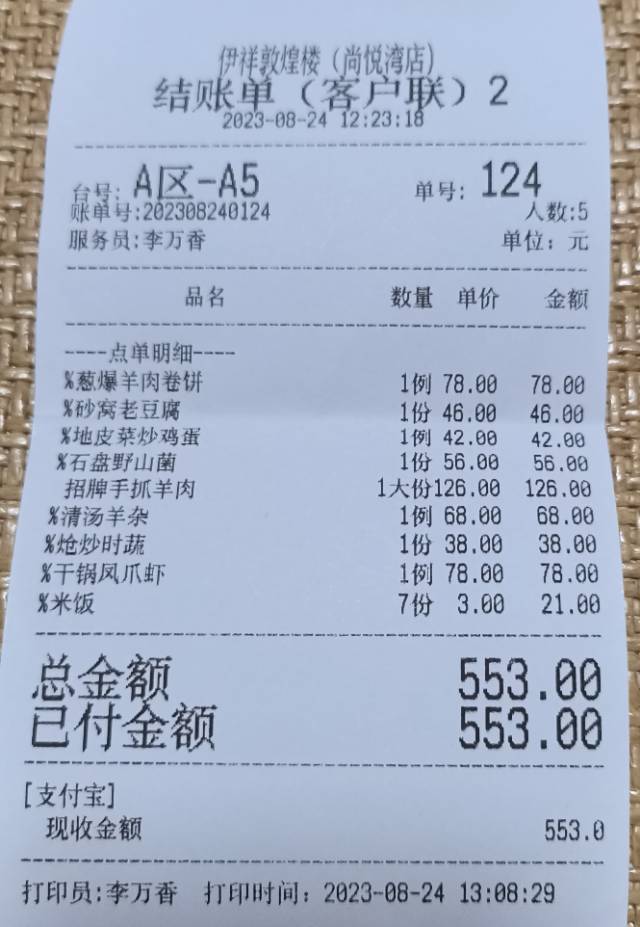 伊祥敦煌楼（尚悦湾店）
结账单（客户联）2
2023-08-24 12:23:18
台号: A区-A5 单号: 124
账单号:202308240124 人数:5
服务员:李万香 单位: 元
品名 数量 单价 金额
----点单明细----
%葱爆羊肉卷饼 1例 78.00 78.00
%砂窝老豆腐 1份 46.00 46.00
%地皮菜炒鸡蛋 1例 42.00 42.00
%石盘野山菌 1份 56.00 56.00
招牌手抓羊肉 1大份126.00 126.00
%清汤羊杂 1例 68.00 68.00
%炝炒时蔬 1份 38.00 38.00
%干锅凤爪虾 1例 78.00 78.00
%米饭 7份 3.00 21.00
总金额 553.00
已付金额 553.00
[支付宝]
现收金额 553.0
打印员:李万香 打印时间: 2023-08-24 13:08:29